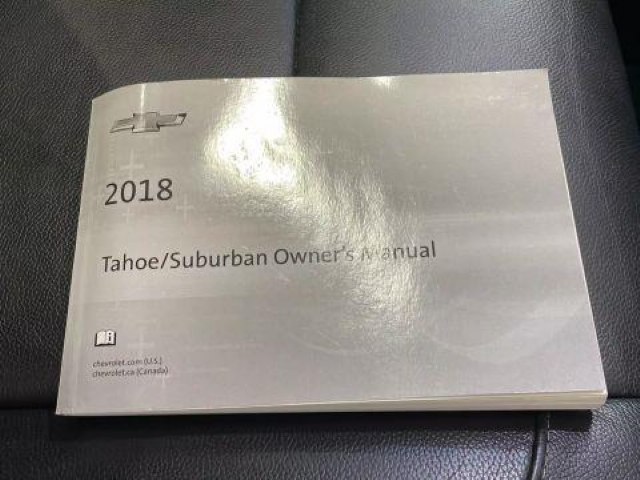 2018
Tahoe/Suburban Owner's Manual
chevrolet.com (U.S.)
chevrolet.ca (Canada)